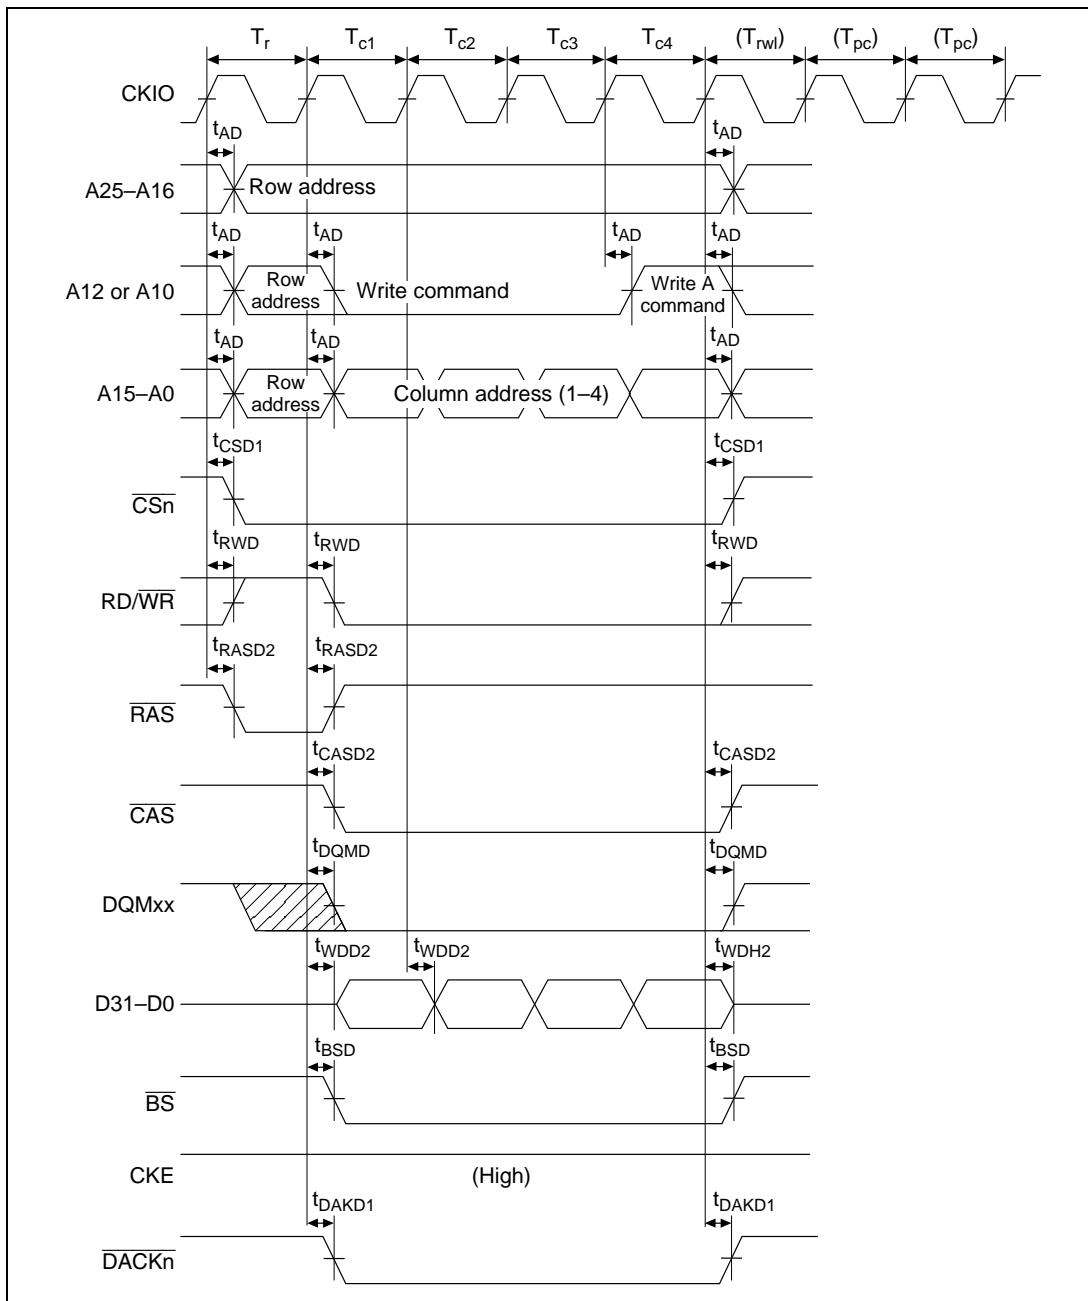 Tr Tc1 Tc2 Tc3 Tc4 (Trwl) (Tpc) (Tpc)
CKIO
tAD tAD
A25–A16 Row address
tAD tAD tAD tAD
A12 or A10 Row address Write command Write A command
tAD tAD tAD
A15–A0 Row address Column address (1–4)
tCSD1 tCSD1
CSn
tRWD tRWD tRWD
RD/WR
tRASD2 tRASD2
RAS
tCASD2 tCASD2
CAS
tDQMD tDQMD
DQMxx
tWDD2 tWDD2 tWDH2
D31–D0
tBSD tBSD
BS
CKE (High)
tDAKD1 tDAKD1
DACKn